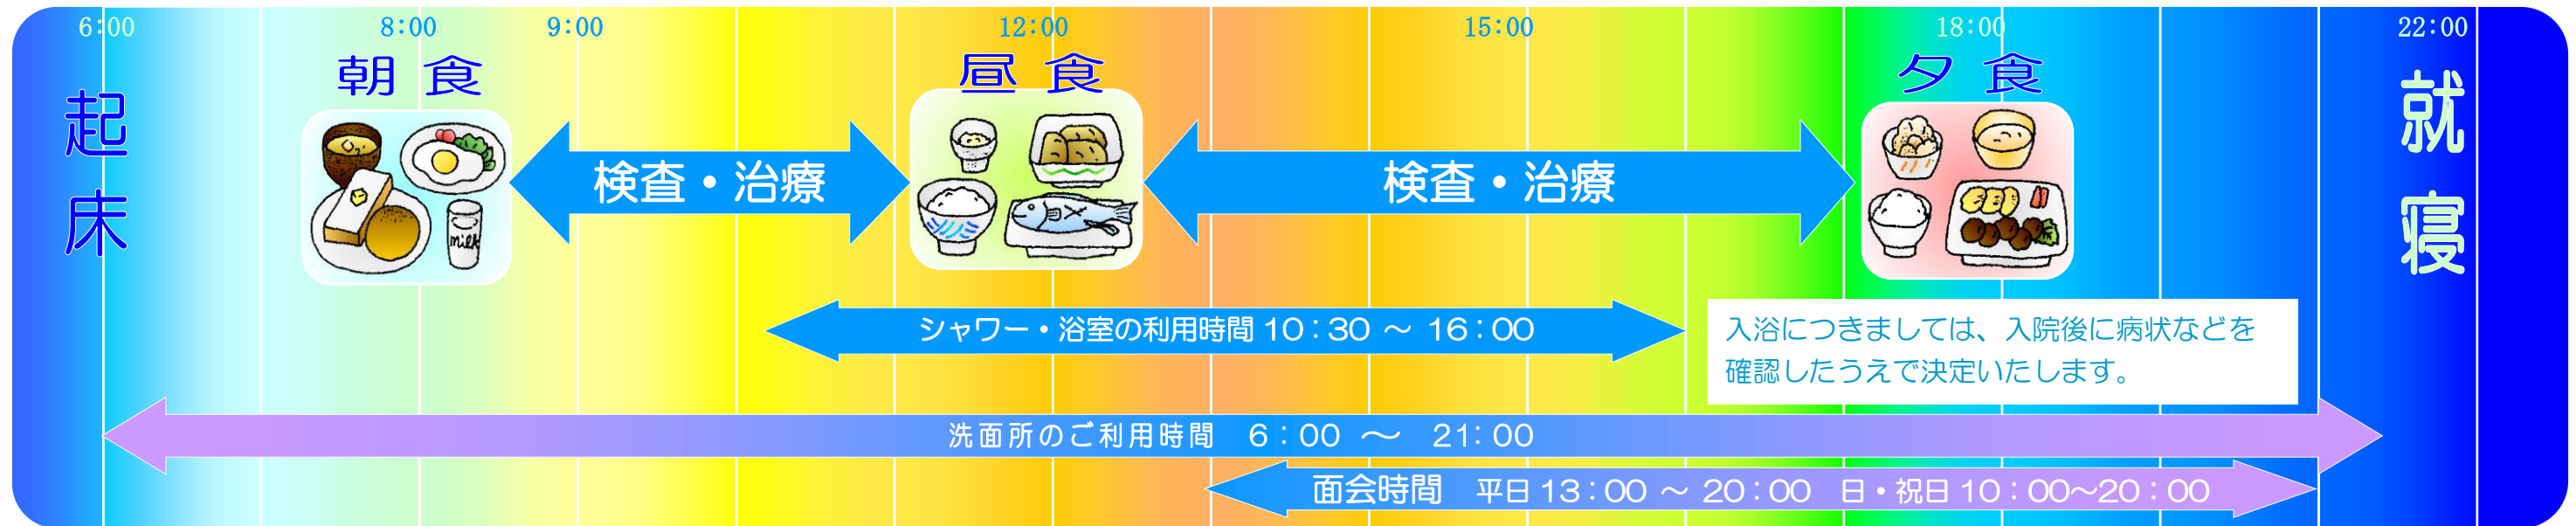 6:00 8:00 9:00 12:00 15:00 18:00 22:00
朝食 昼食 夕食
起床
就寝
milk
検査・治療 検査・治療
シャワー・浴室の利用時間 10：30 ～ 16：00
入浴につきましては、入院後に病状などを
確認したうえで決定いたします。
洗面所のご利用時間 6：00 ～ 21：00
面会時間 平日 13：00 ～ 20：00 日・祝日 10：00～20：00